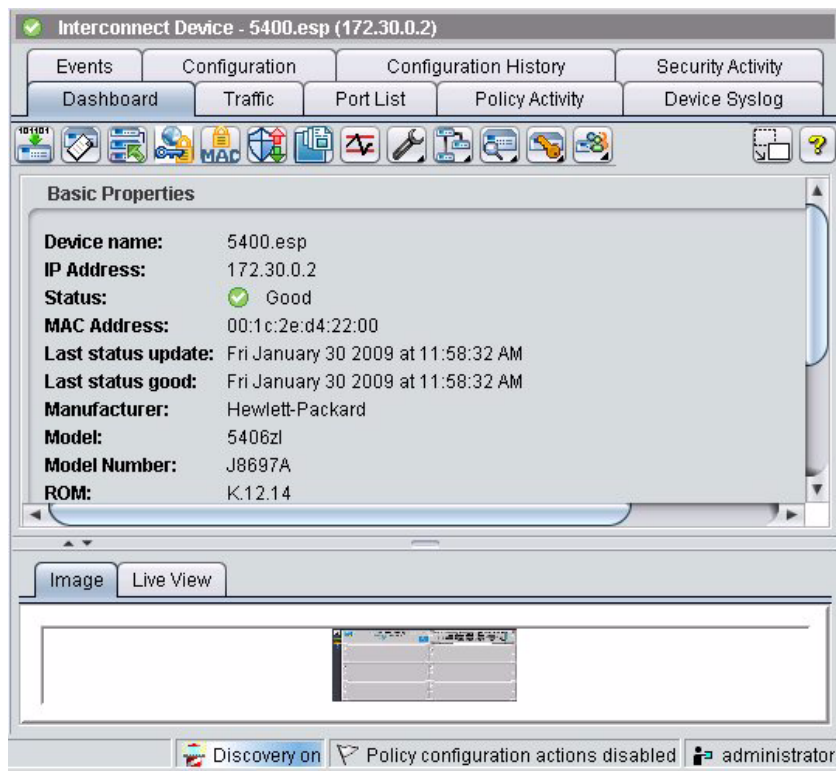 Interconnect Device - 5400.esp (172.30.0.2)
Events Configuration Configuration History Security Activity
Dashboard Traffic Port List Policy Activity Device Syslog
101101 MAC ?
Basic Properties
Device name: 5400.esp
IP Address: 172.30.0.2
Status: Good
MAC Address: 00:1c:2e:d4:22:00
Last status update: Fri January 30 2009 at 11:58:32 AM
Last status good: Fri January 30 2009 at 11:58:32 AM
Manufacturer: Hewlett-Packard
Model: 5406zl
Model Number: J8697A
ROM: K.12.14
Image Live View
Discovery on Policy configuration actions disabled administrator